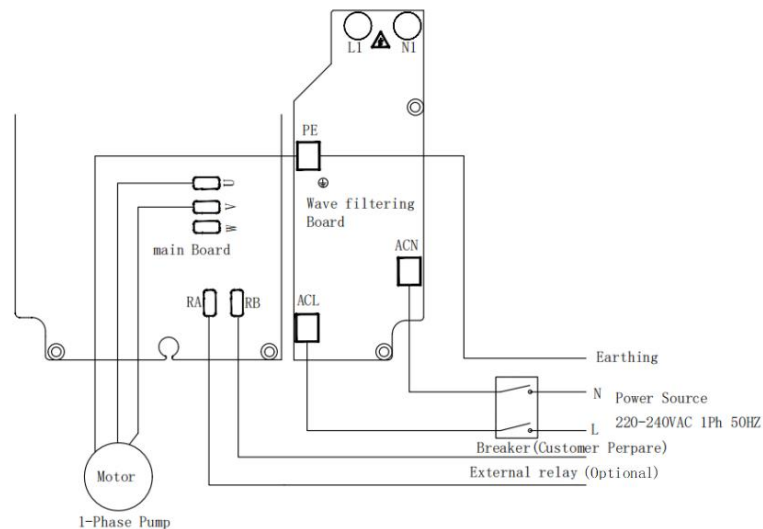 L1
N1
PE
U
V
W
main Board
Wave filtering
Board
ACN
RA
RB
ACL
Earthing
N
Power Source
L
220-240VAC 1Ph 50HZ
Breaker(Customer Perpare)
External relay (Optional)
Motor
1-Phase Pump